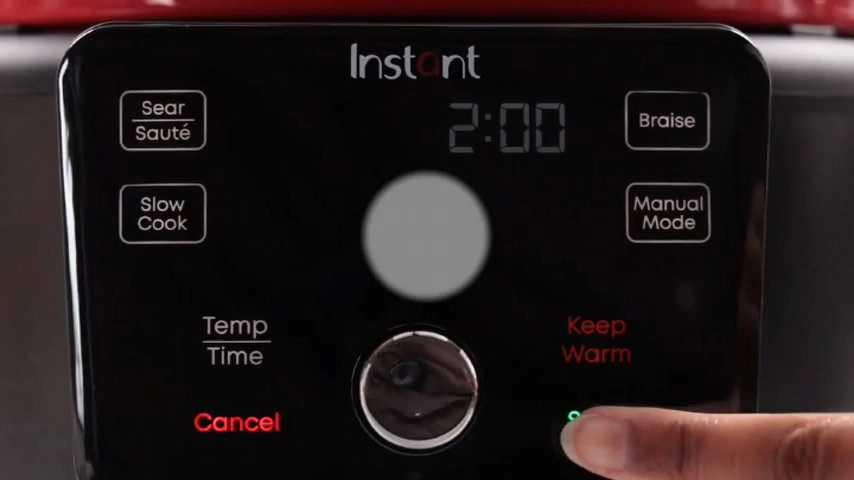 Instant
Sear
Sauté
2:00
Braise
Slow
Cook
Manual
Mode
Temp
Time
Keep
Warm
Cancel